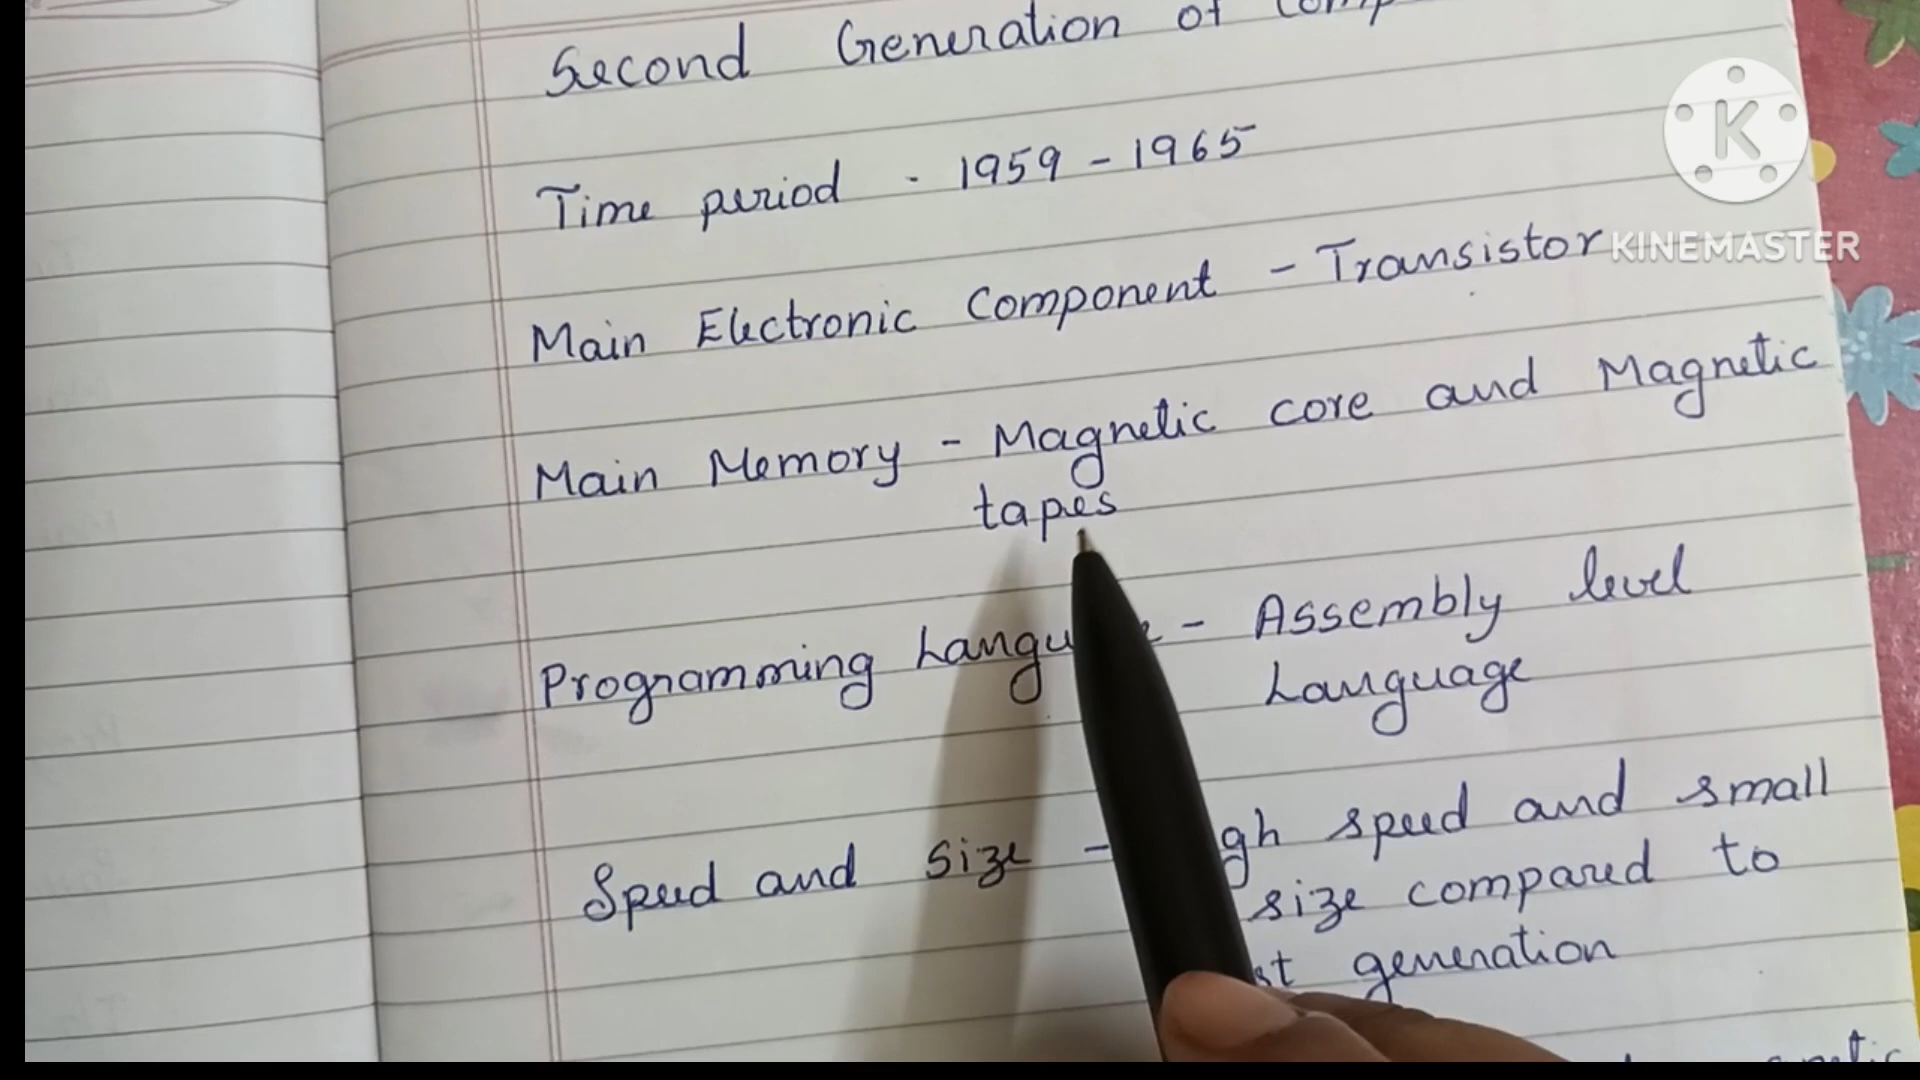 Second Generation of
Time period - 1959 - 1965
KINEMASTER
Main Electronic Component - Transistor
Main Memory - Magnetic core and Magnetic
tapes
Programming - Assembly level
Language
Speed and size - speed and small
size compared to
generation